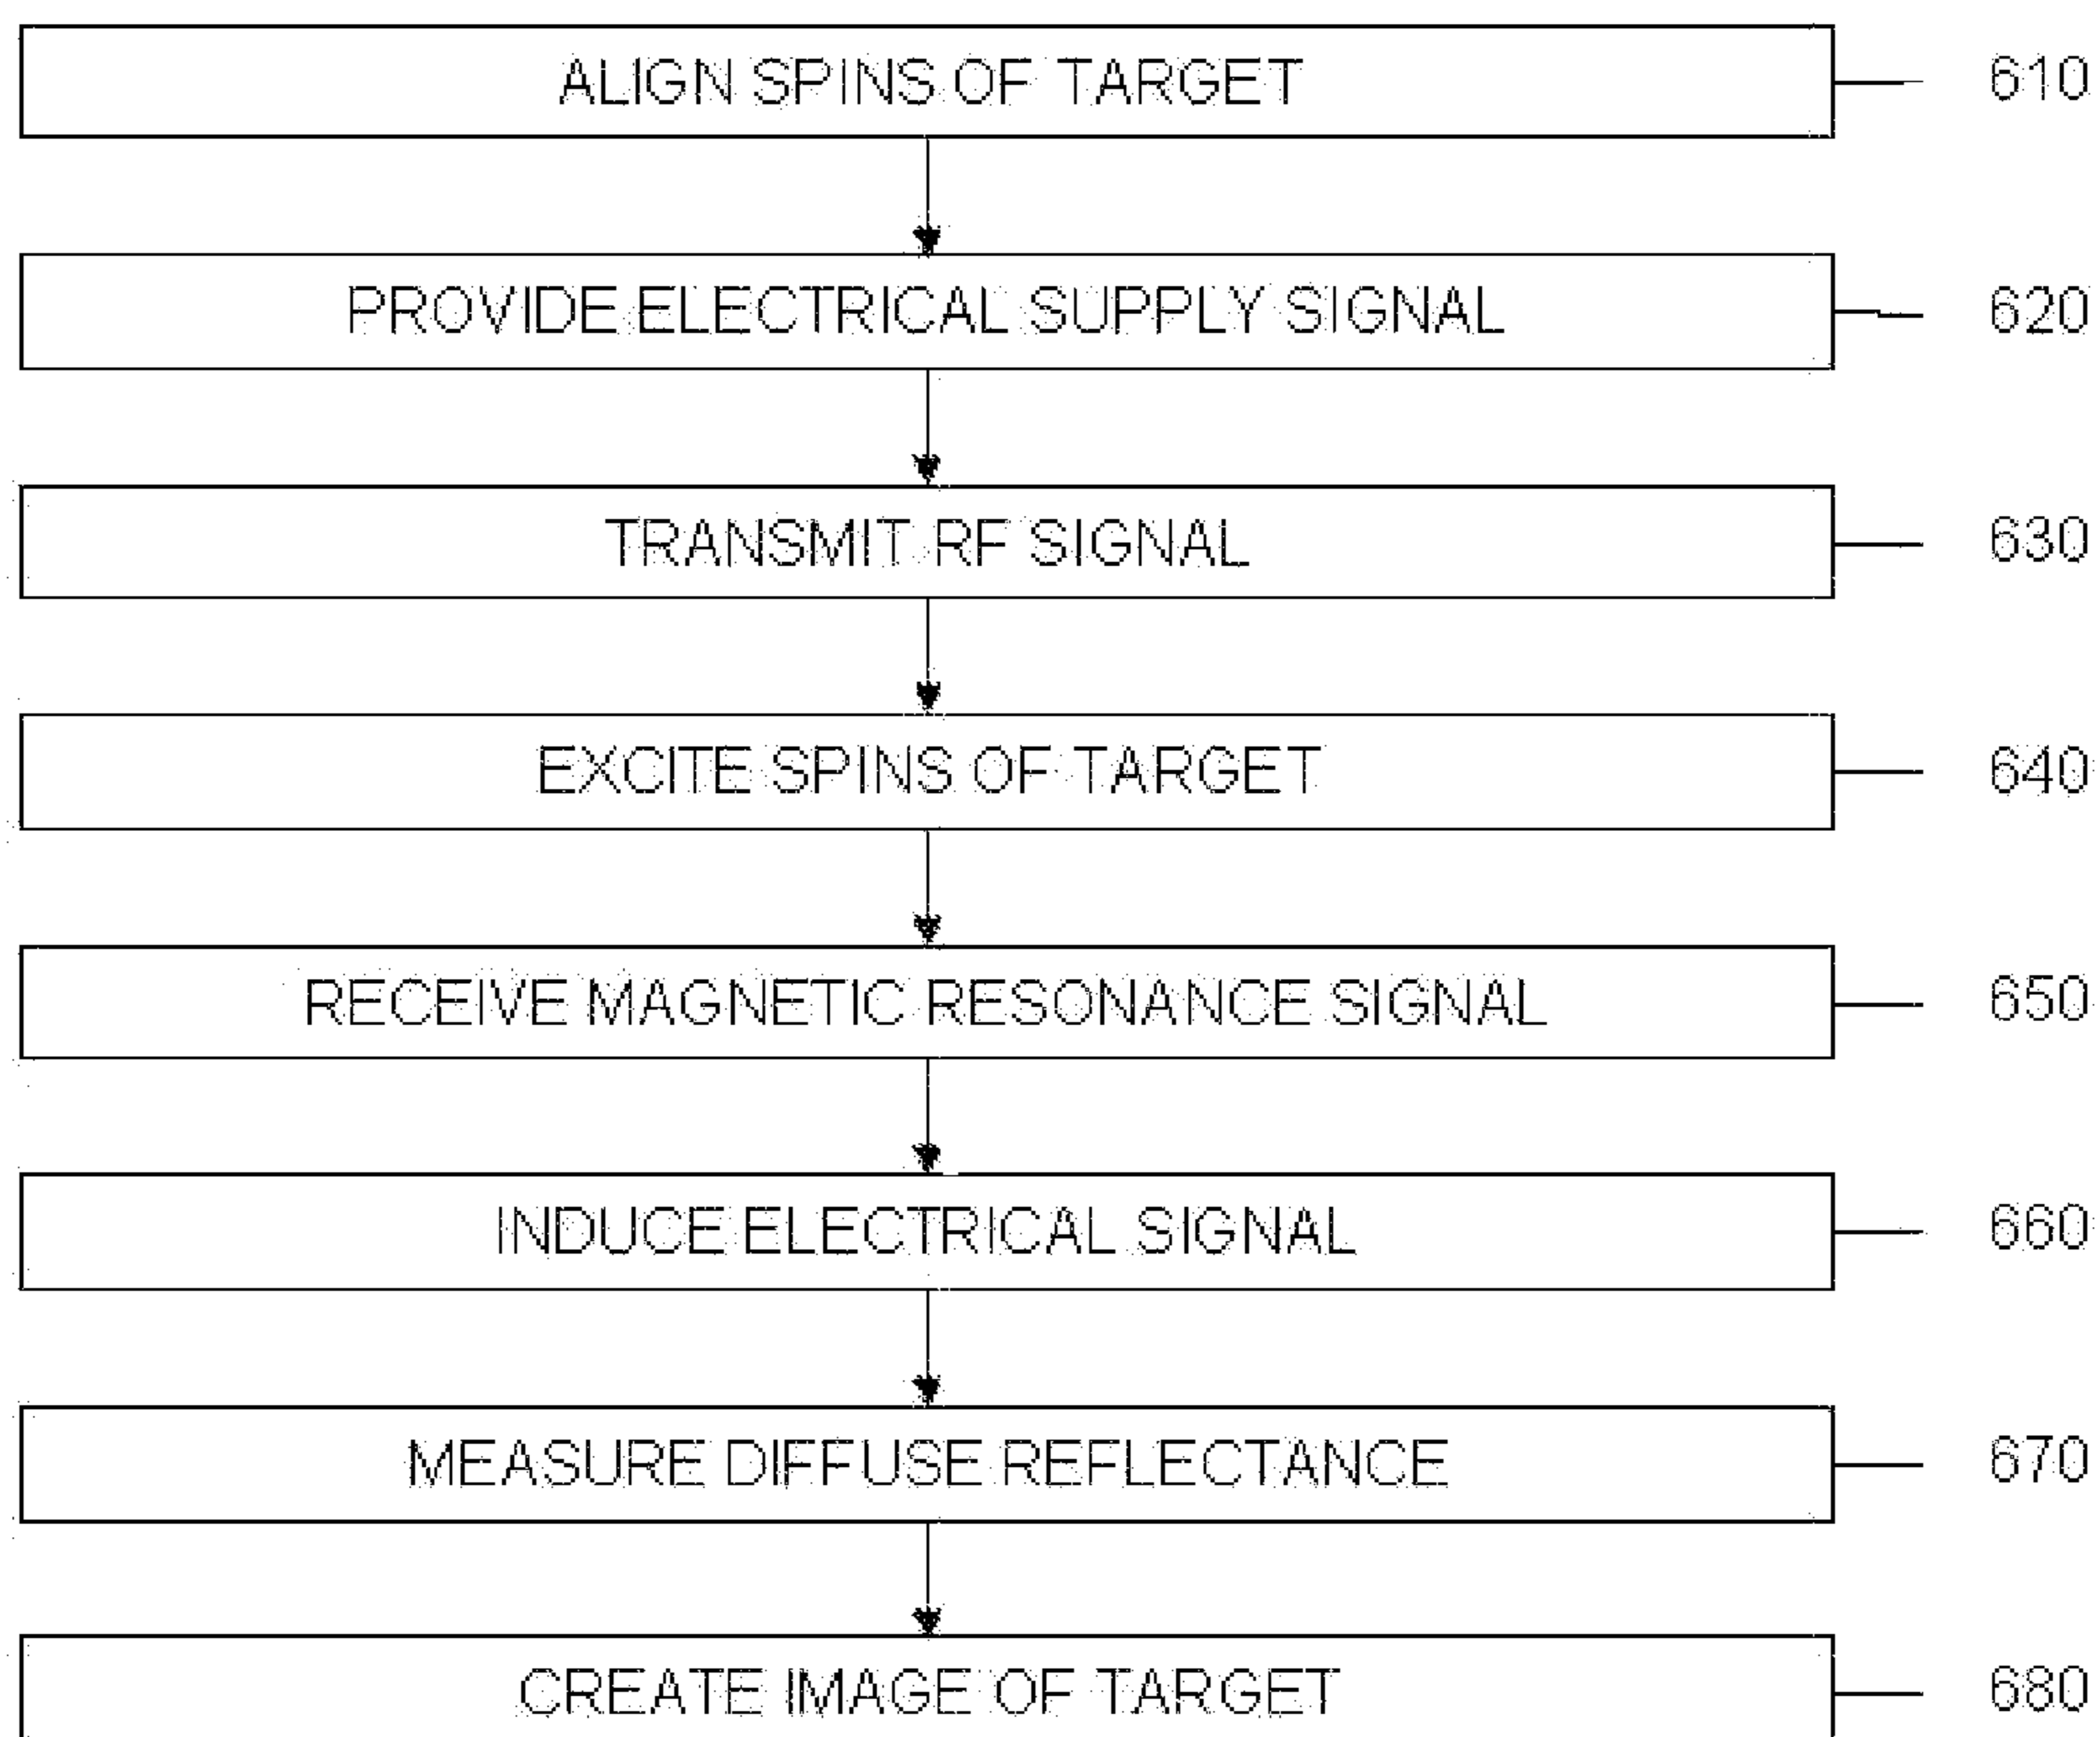 ALIGN SPINS OF TARGET 610
PROVIDE ELECTRICAL SUPPLY SIGNAL 620
TRANSMIT RF SIGNAL 630
EXCITE SPINS OF TARGET 640
RECEIVE MAGNETIC RESONANCE SIGNAL 650
INDUCE ELECTRICAL SIGNAL 660
MEASURE DIFFUSE REFLECTANCE 670
CREATE IMAGE OF TARGET 680